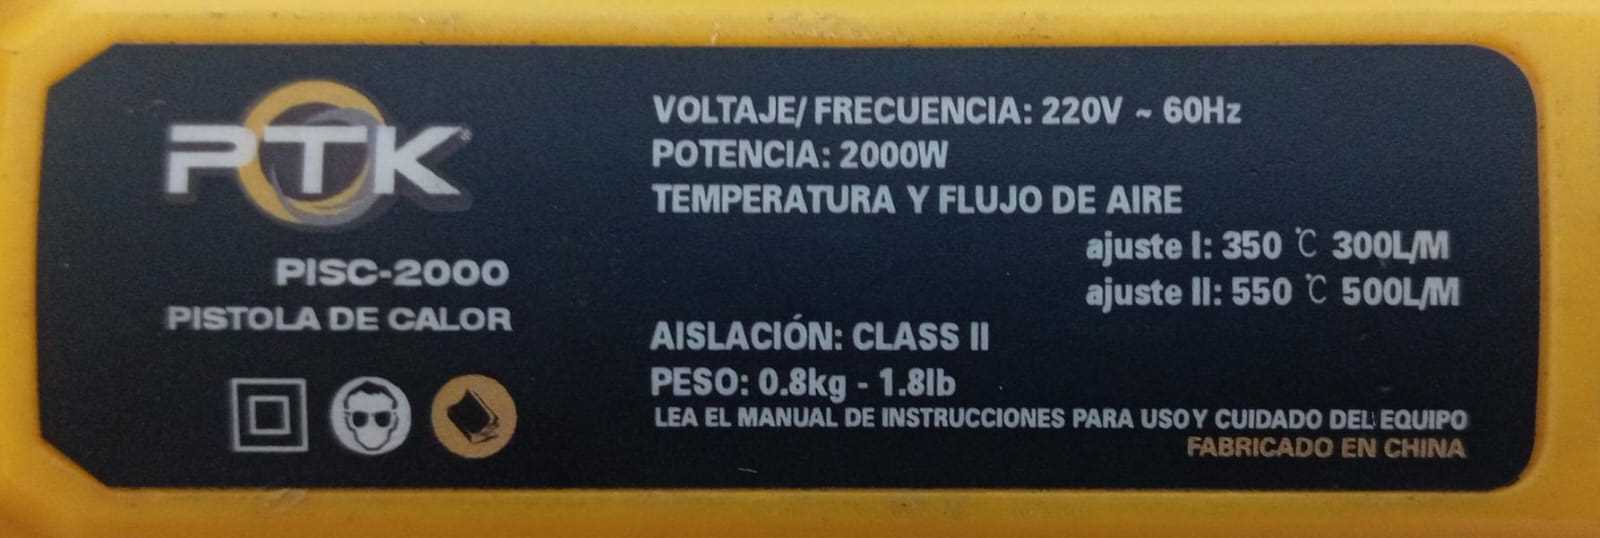 PTK®
PISC-2000
PISTOLA DE CALOR
VOLTAJE/ FRECUENCIA: 220V ~ 60Hz
POTENCIA: 2000W
TEMPERATURA Y FLUJO DE AIRE
ajuste I: 350 ℃ 300L/M
ajuste II: 550 ℃ 500L/M
AISLACIÓN: CLASS II
PESO: 0.8kg - 1.8lb
LEA EL MANUAL DE INSTRUCCIONES PARA USO Y CUIDADO DEL EQUIPO
FABRICADO EN CHINA